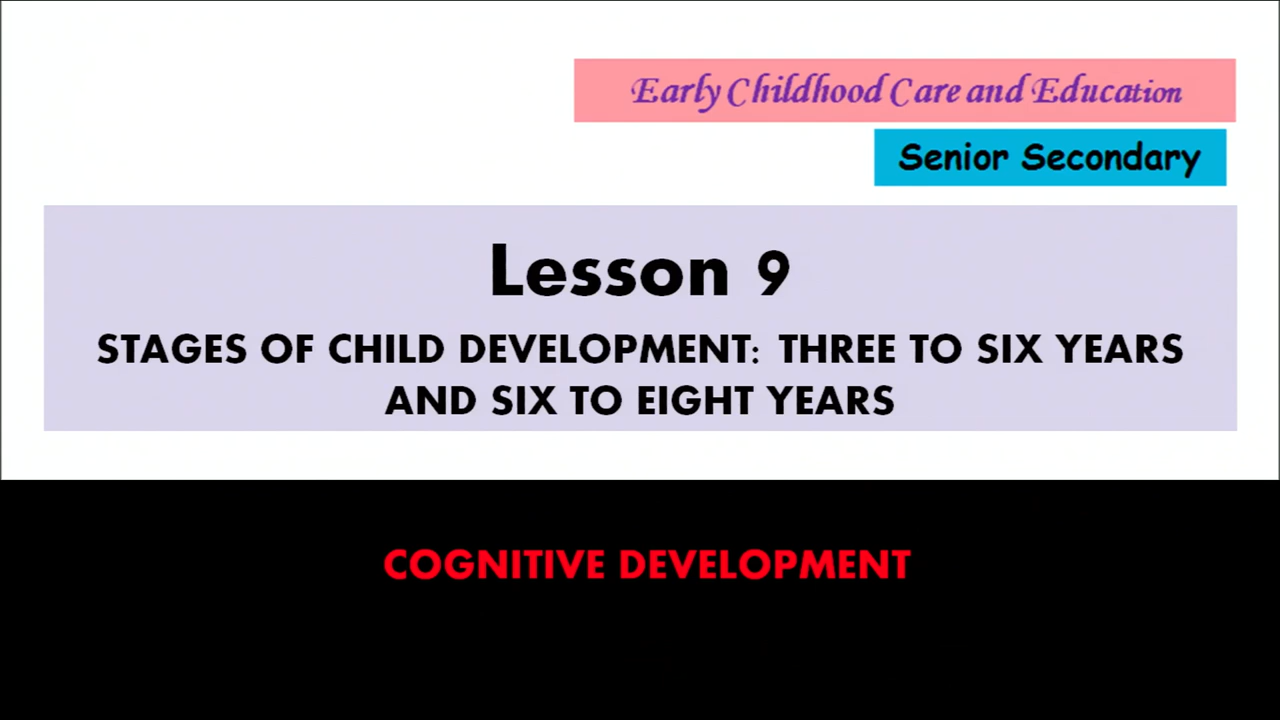 Early Childhood Care and Education
Senior Secondary
Lesson 9
STAGES OF CHILD DEVELOPMENT: THREE TO SIX YEARS
AND SIX TO EIGHT YEARS
COGNITIVE DEVELOPMENT